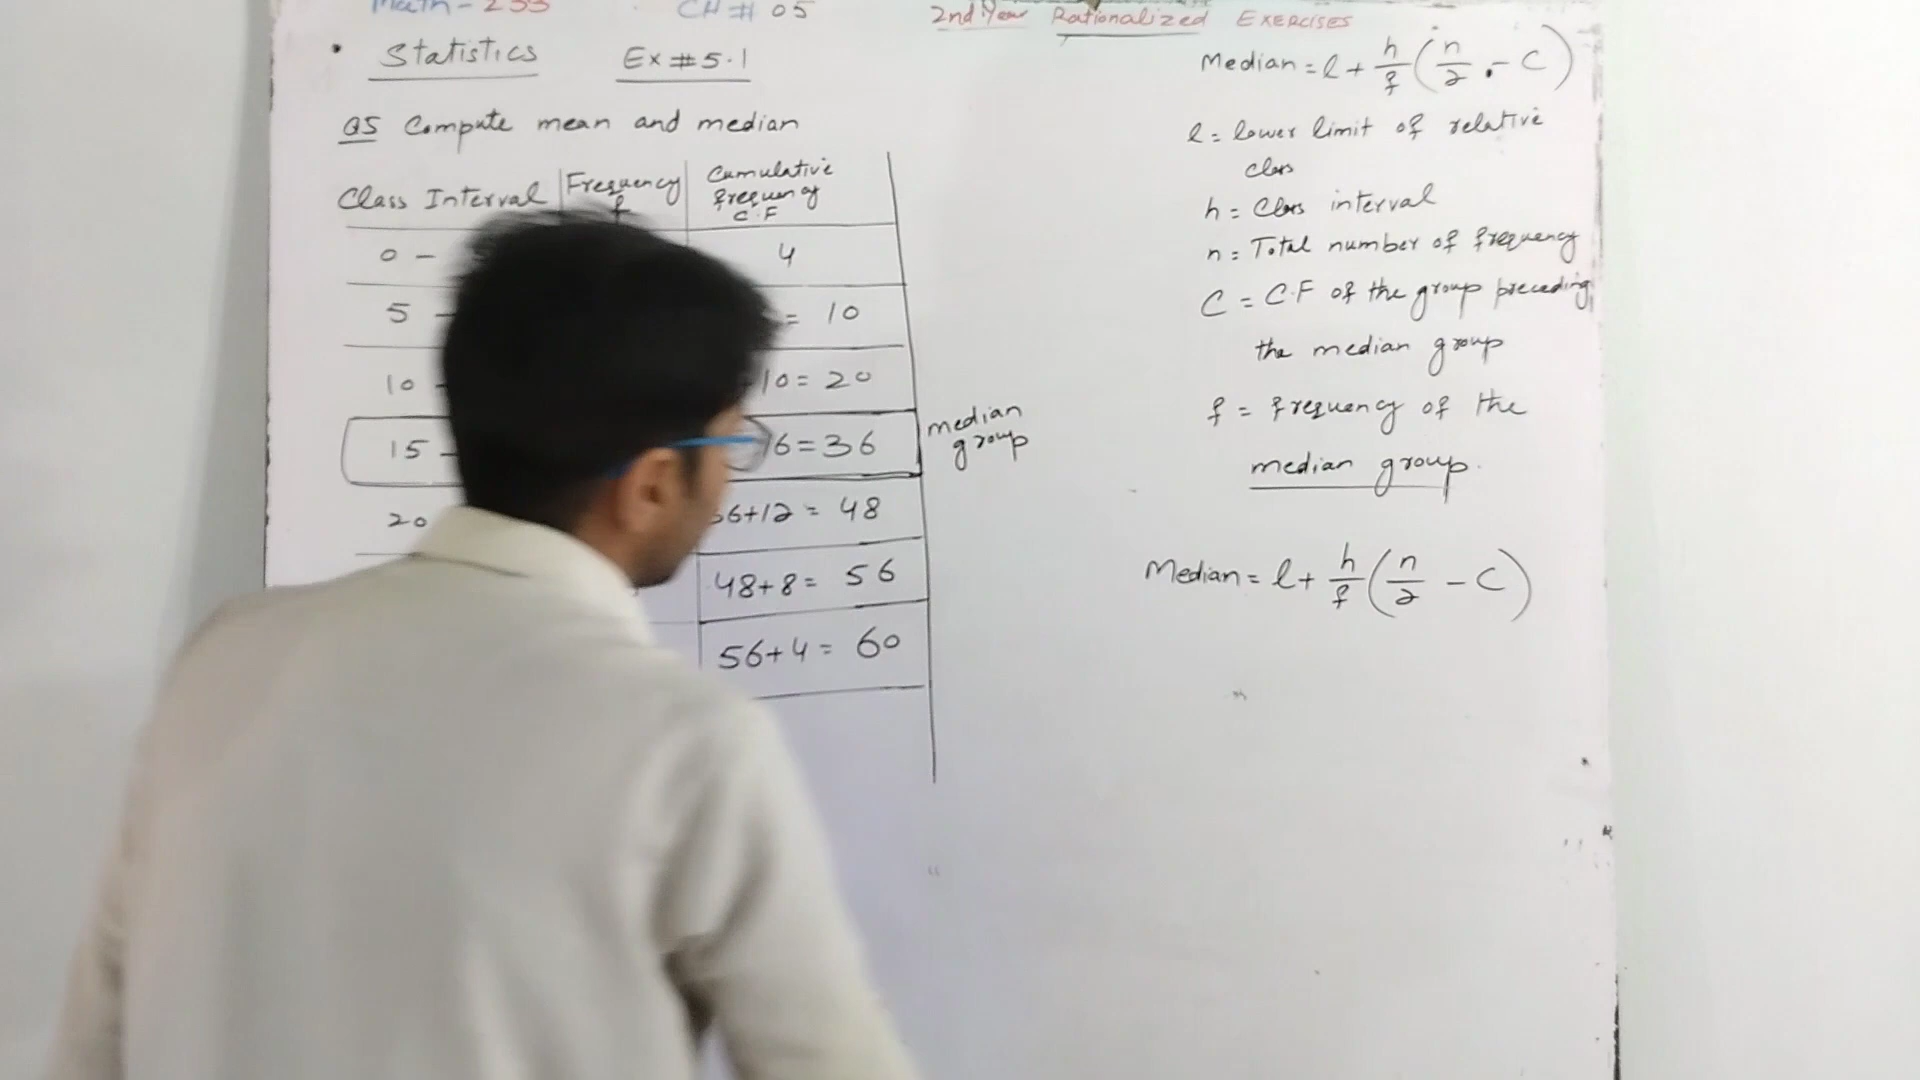 Math - 233 CH # 05 2nd Year Rationalized Exercises
Statistics Ex # 5.1
Q5 Compute mean and median
Class Interval Frequency f Cumulative frequency C.F
0 - 4
5 - = 10
10 - +10 = 20
15 - 16 = 36 median group
20 36+12 = 48
48+8 = 56
56+4 = 60
Median = l + h/f (n/2 - C)
l = lower limit of relative
class
h = Class interval
n = Total number of frequency
C = C.F of the group preceding
the median group
f = frequency of the
median group.
Median = l + h/f (n/2 - C)